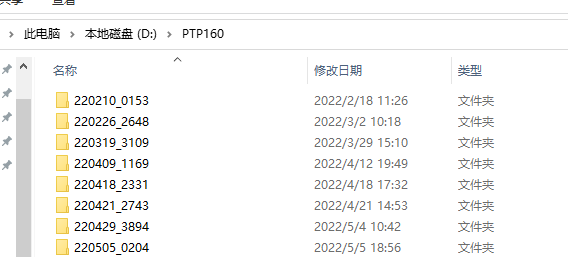 共享 查看
此电脑 › 本地磁盘 (D:) › PTP160
名称 修改日期 类型
220210_0153 2022/2/18 11:26 文件夹
220226_2648 2022/3/2 10:18 文件夹
220319_3109 2022/3/29 15:10 文件夹
220409_1169 2022/4/12 19:49 文件夹
220418_2331 2022/4/18 17:32 文件夹
220421_2743 2022/4/21 14:53 文件夹
220429_3894 2022/5/4 10:42 文件夹
220505_0204 2022/5/5 18:56 文件夹